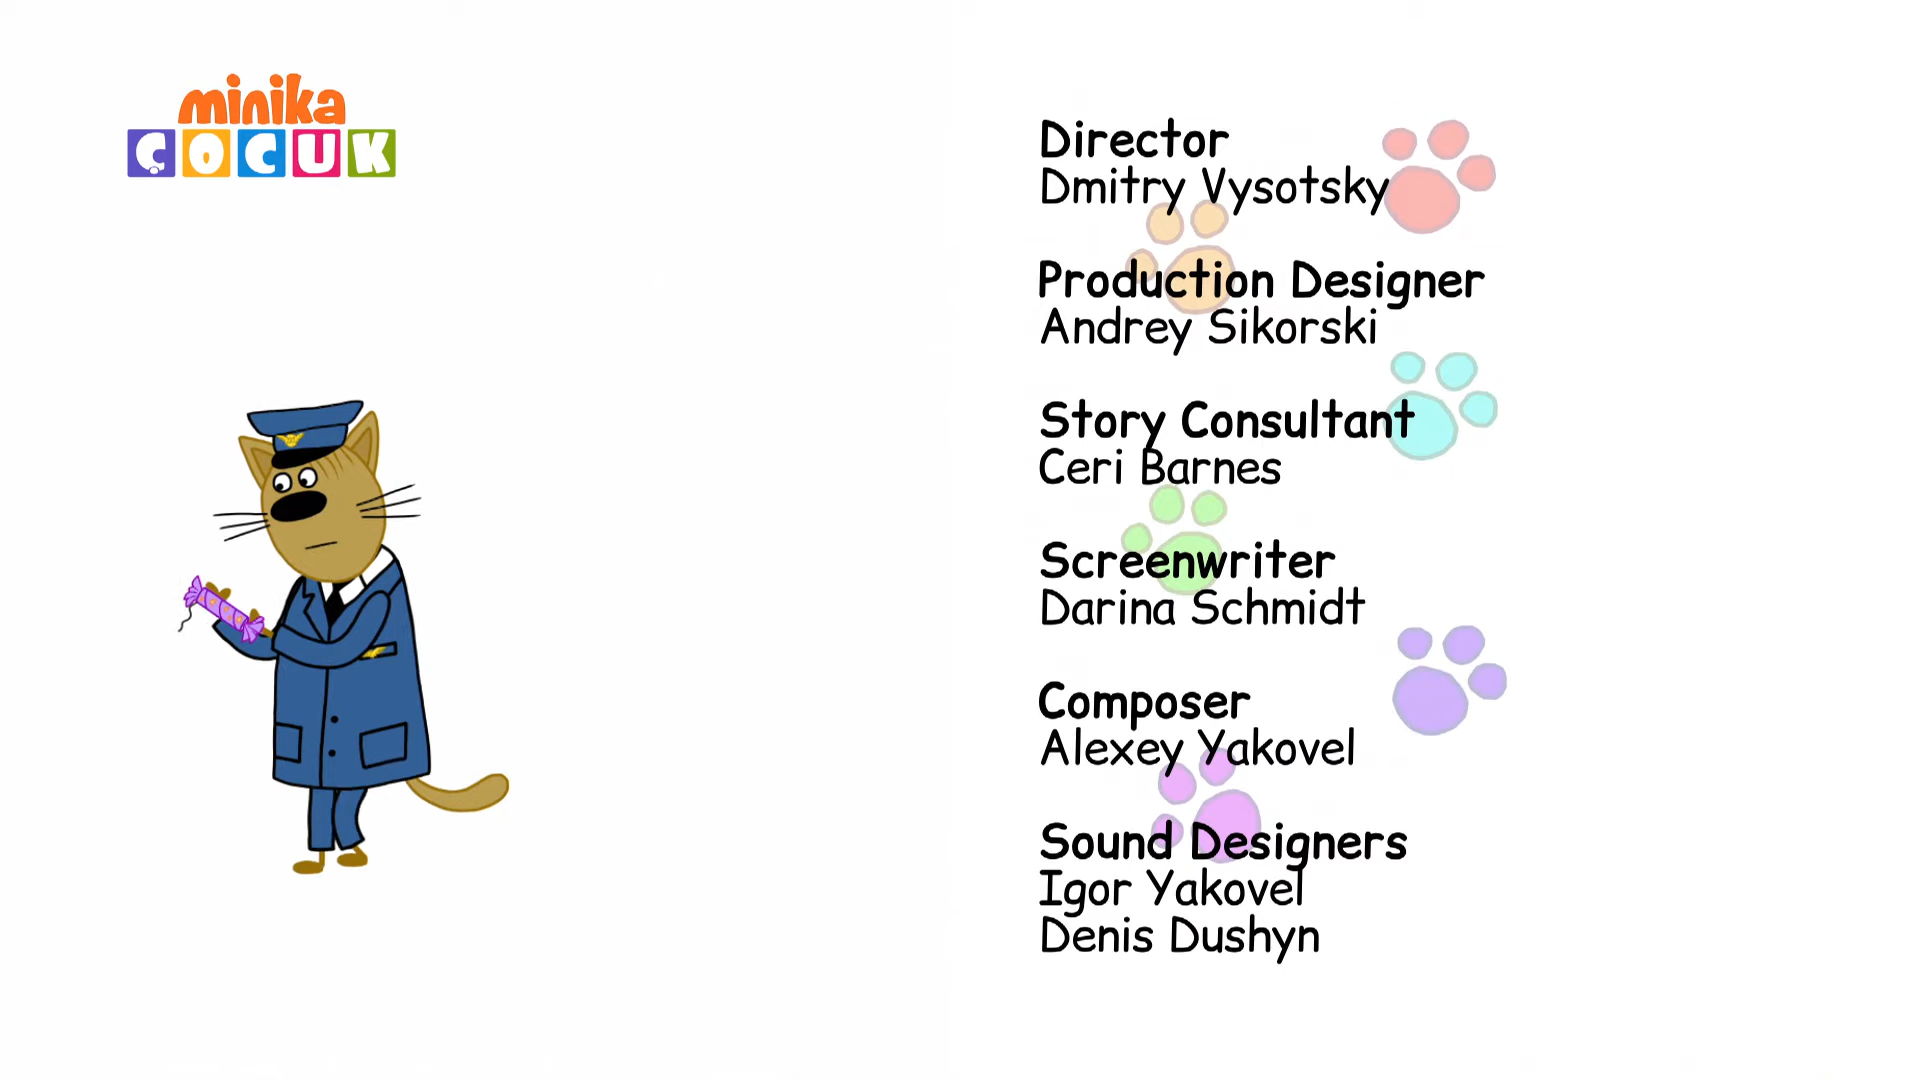 minika
ÇOCUK
Director
Dmitry Vysotsky
Production Designer
Andrey Sikorski
Story Consultant
Ceri Barnes
Screenwriter
Darina Schmidt
Composer
Alexey Yakovel
Sound Designers
Igor Yakovel
Denis Dushyn